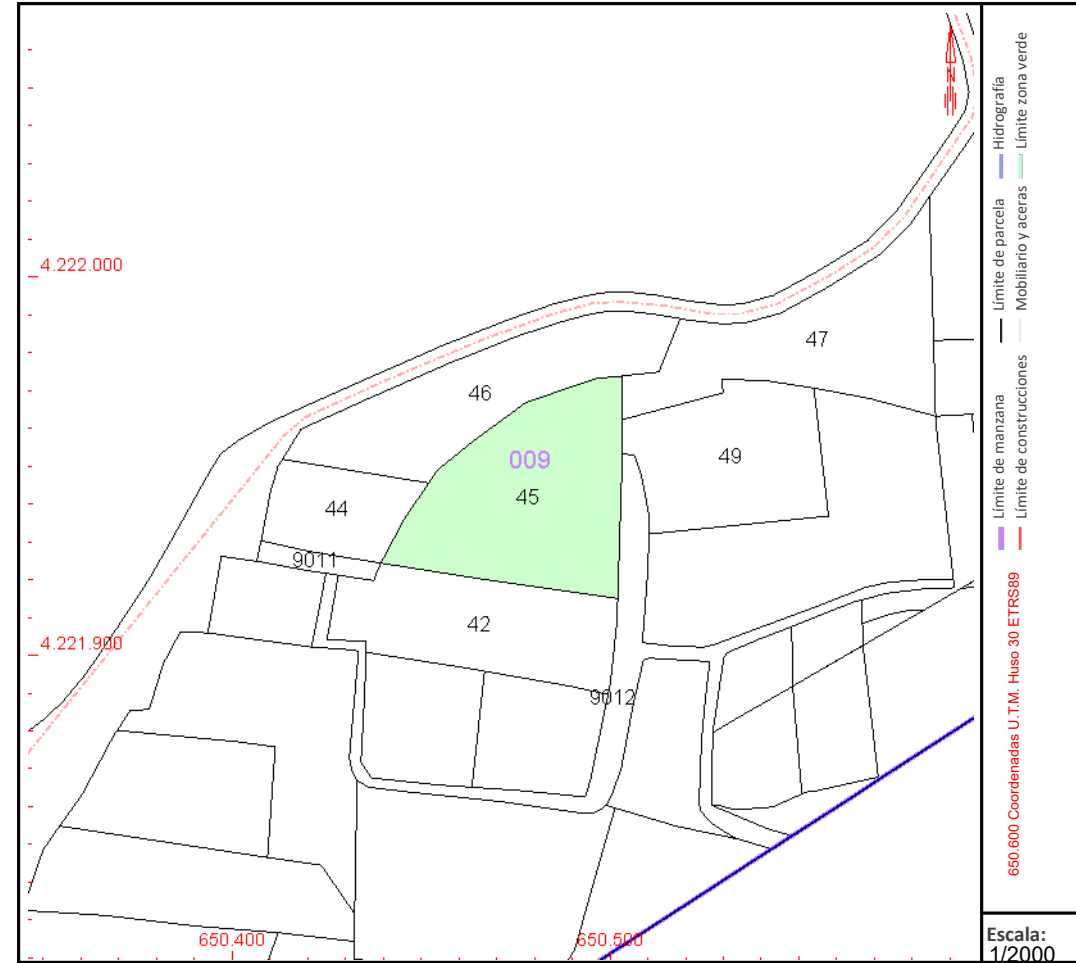 4.222.000
47
46
009
49
45
44
9011
42
4.221.900
9012
650.400
650.500
N
Hidrografía
Límite zona verde
Límite de parcela
Mobiliario y aceras
Límite de manzana
Límite de construcciones
650.600 Coordenadas U.T.M. Huso 30 ETRS89
Escala:
1/2000